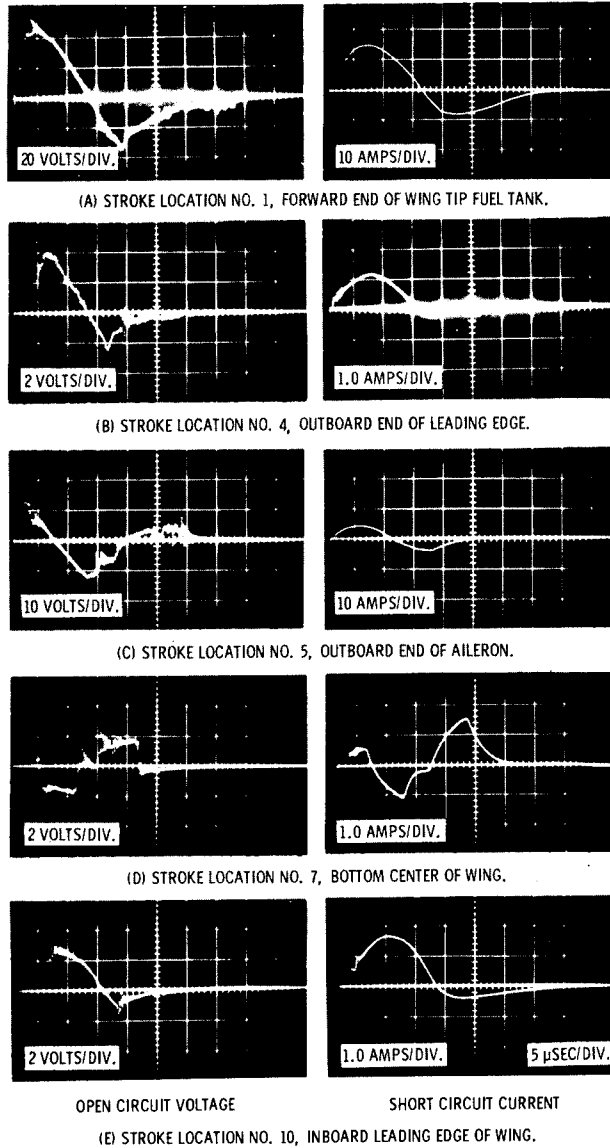 20 VOLTS/DIV.
10 AMPS/DIV.
(A) STROKE LOCATION NO. 1, FORWARD END OF WING TIP FUEL TANK.
2 VOLTS/DIV.
1.0 AMPS/DIV.
(B) STROKE LOCATION NO. 4, OUTBOARD END OF LEADING EDGE.
10 VOLTS/DIV.
10 AMPS/DIV.
(C) STROKE LOCATION NO. 5, OUTBOARD END OF AILERON.
2 VOLTS/DIV.
1.0 AMPS/DIV.
(D) STROKE LOCATION NO. 7, BOTTOM CENTER OF WING.
2 VOLTS/DIV.
1.0 AMPS/DIV.
5 µSEC/DIV.
OPEN CIRCUIT VOLTAGE
SHORT CIRCUIT CURRENT
(E) STROKE LOCATION NO. 10, INBOARD LEADING EDGE OF WING.